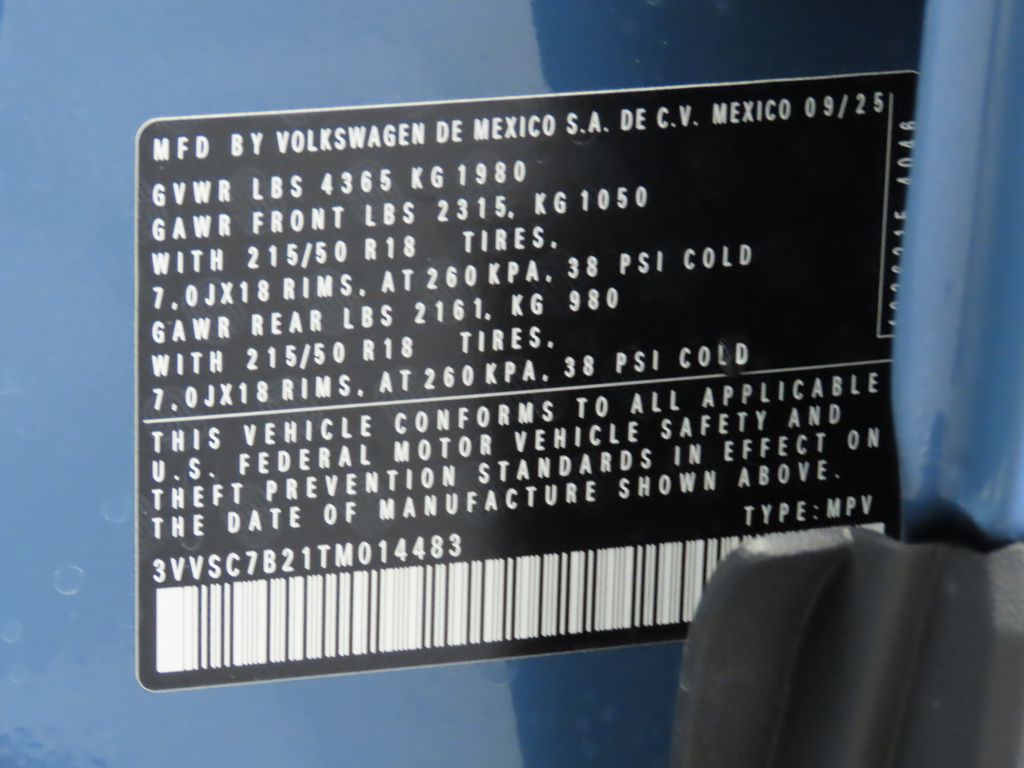 MFD BY VOLKSWAGEN DE MEXICO S.A. DE C.V. MEXICO 09/25
GVWR LBS 4365 KG 1980
GAWR FRONT LBS 2315. KG 1050
WITH 215/50 R18 TIRES.
7.0JX18 RIMS. AT 260 KPA. 38 PSI COLD
GAWR REAR LBS 2161. KG 980
WITH 215/50 R18 TIRES.
7.0JX18 RIMS. AT 260 KPA. 38 PSI COLD
THIS VEHICLE CONFORMS TO ALL APPLICABLE
U.S. FEDERAL MOTOR VEHICLE SAFETY AND
THEFT PREVENTION STANDARDS IN EFFECT ON
THE DATE OF MANUFACTURE SHOWN ABOVE.
TYPE: MPV
3VVSC7B21TM014483